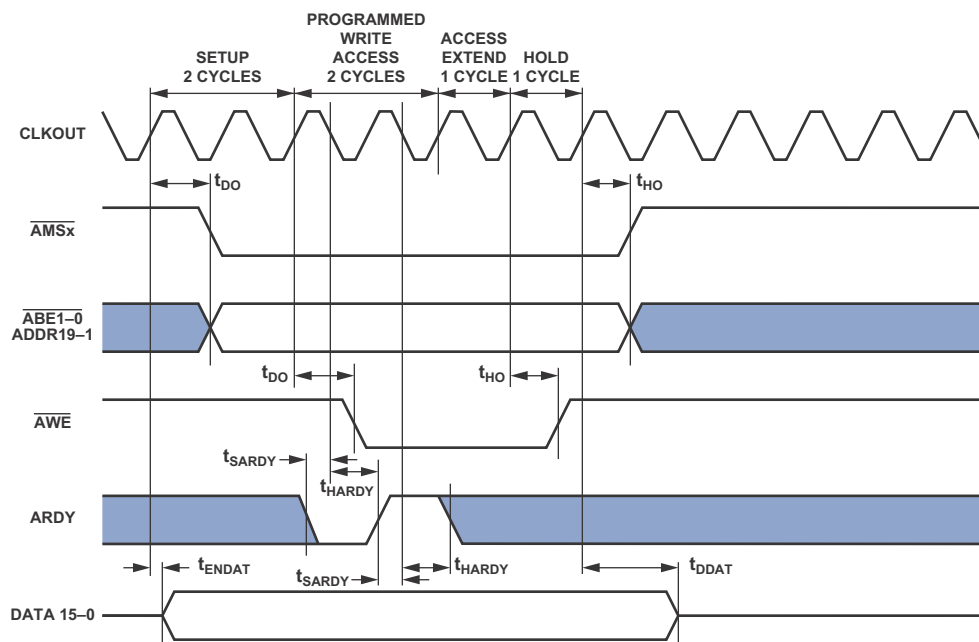 PROGRAMMED
WRITE
ACCESS
2 CYCLES
SETUP
2 CYCLES
ACCESS
EXTEND
1 CYCLE
HOLD
1 CYCLE
CLKOUT
tDO
tHO
AMSx
ABE1–0
ADDR19–1
tDO
tHO
AWE
tSARDY
tHARDY
ARDY
tENDAT
tSARDY
tHARDY
tDDAT
DATA 15–0